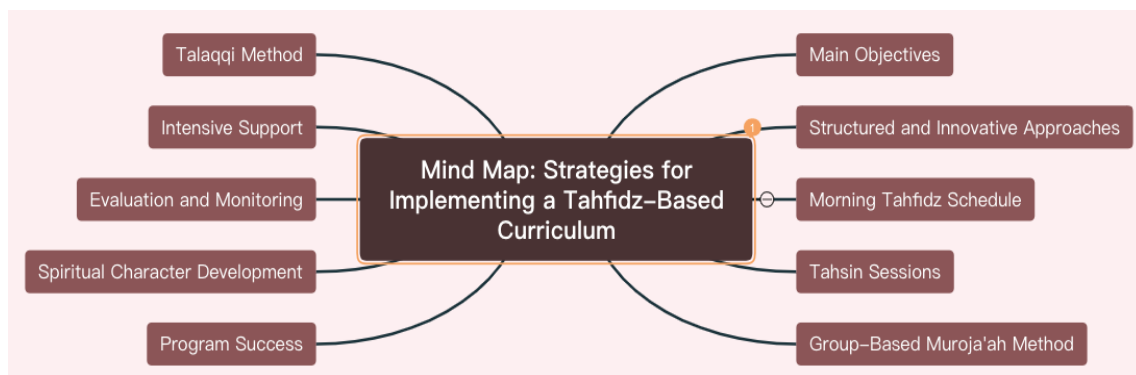 Talaqqi Method
Main Objectives
Intensive Support
1
Structured and Innovative Approaches
Mind Map: Strategies for
Implementing a Tahfidz-Based
Curriculum
Evaluation and Monitoring
Morning Tahfidz Schedule
Spiritual Character Development
Tahsin Sessions
Program Success
Group-Based Muroja'ah Method